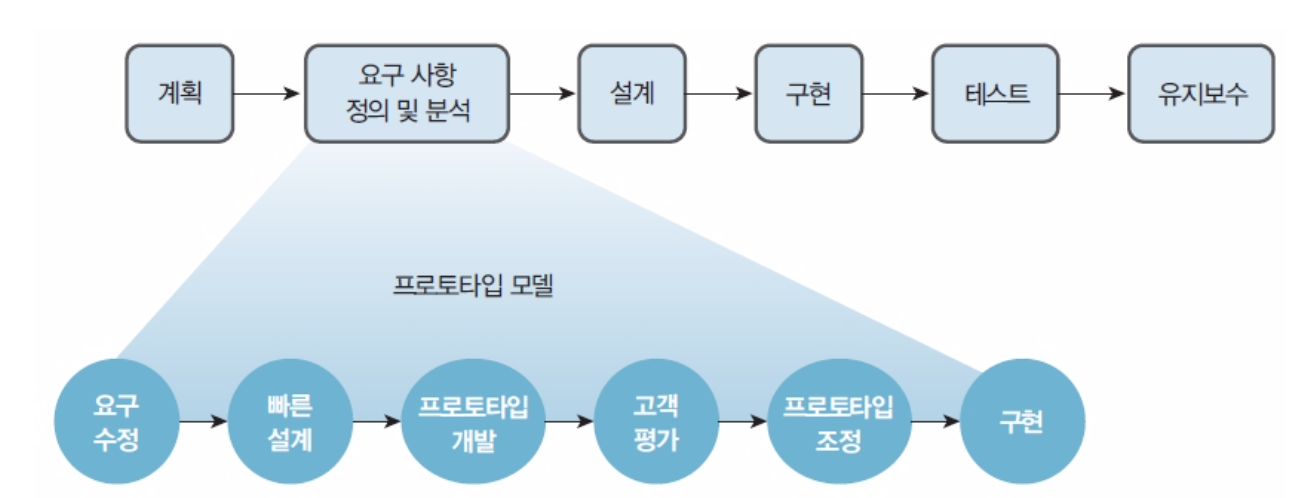 계획
요구 사항
정의 및 분석
설계
구현
테스트
유지보수
프로토타입 모델
요구
수정
빠른
설계
프로토타입
개발
고객
평가
프로토타입
조정
구현